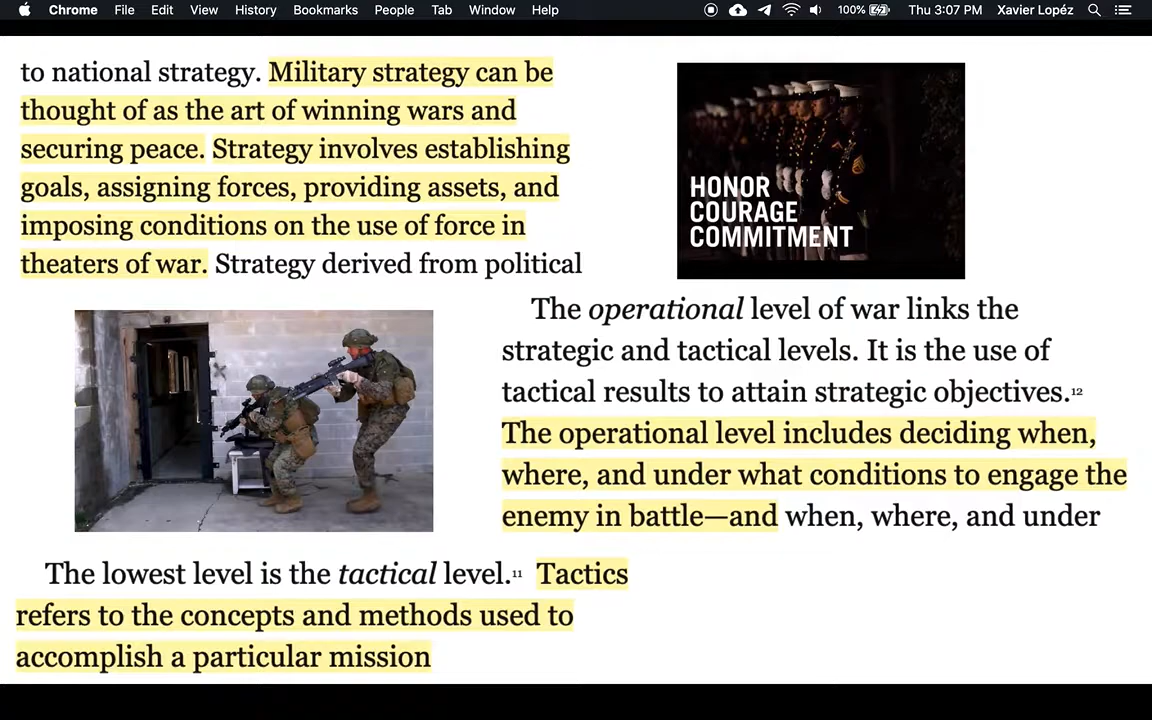 Chrome File Edit View History Bookmarks People Tab Window Help 100% Thu 3:07 PM Xavier Lopéz
to national strategy. Military strategy can be
thought of as the art of winning wars and
securing peace. Strategy involves establishing
goals, assigning forces, providing assets, and
imposing conditions on the use of force in
theaters of war. Strategy derived from political
HONOR
COURAGE
COMMITMENT
The operational level of war links the
strategic and tactical levels. It is the use of
tactical results to attain strategic objectives.12
The operational level includes deciding when,
where, and under what conditions to engage the
enemy in battle—and when, where, and under
The lowest level is the tactical level.11 Tactics
refers to the concepts and methods used to
accomplish a particular mission